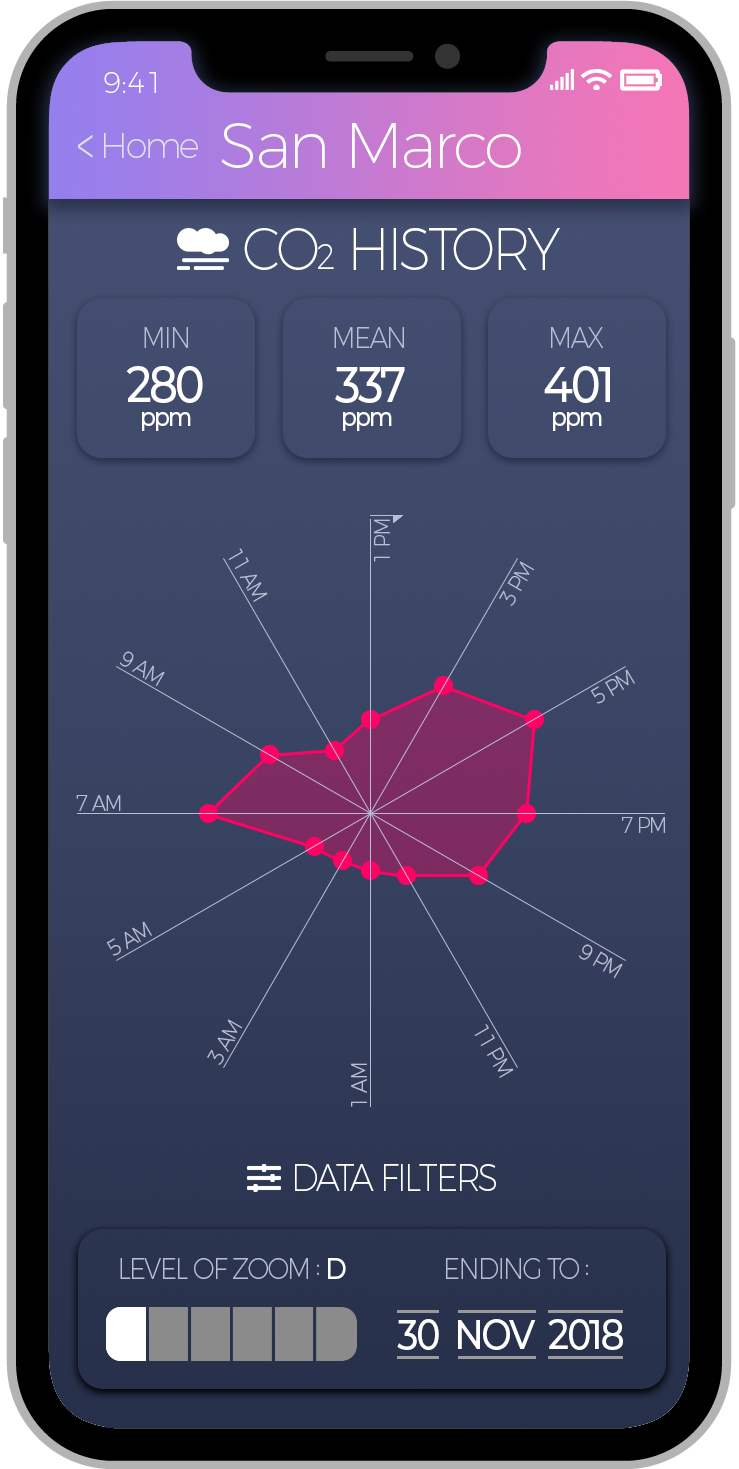 9:41
< Home San Marco
CO2 HISTORY
MIN
280
ppm
MEAN
337
ppm
MAX
401
ppm
1 PM
3 PM
5 PM
7 PM
9 PM
11 PM
1 AM
3 AM
5 AM
7 AM
9 AM
11 AM
DATA FILTERS
LEVEL OF ZOOM : D
ENDING TO :
30 NOV 2018